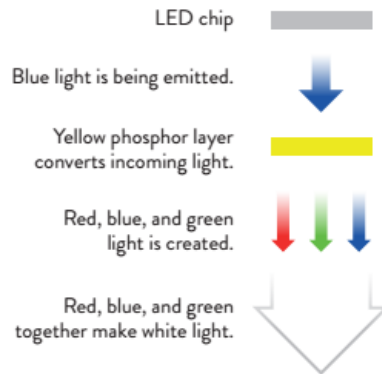 LED chip
Blue light is being emitted.
Yellow phosphor layer
converts incoming light.
Red, blue, and green
light is created.
Red, blue, and green
together make white light.